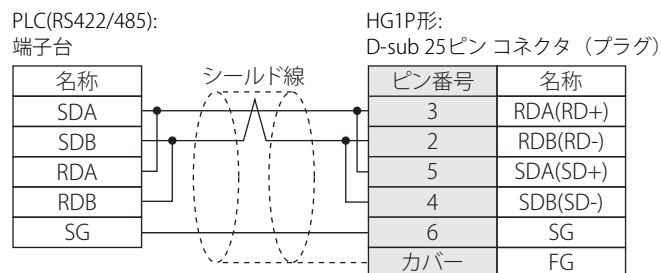 PLC(RS422/485):
端子台
HG1P形:
D-sub 25ピン コネクタ（プラグ）
名称
シールド線
ピン番号
名称
SDA
3
RDA(RD+)
SDB
2
RDB(RD-)
RDA
5
SDA(SD+)
RDB
4
SDB(SD-)
SG
6
SG
カバー
FG